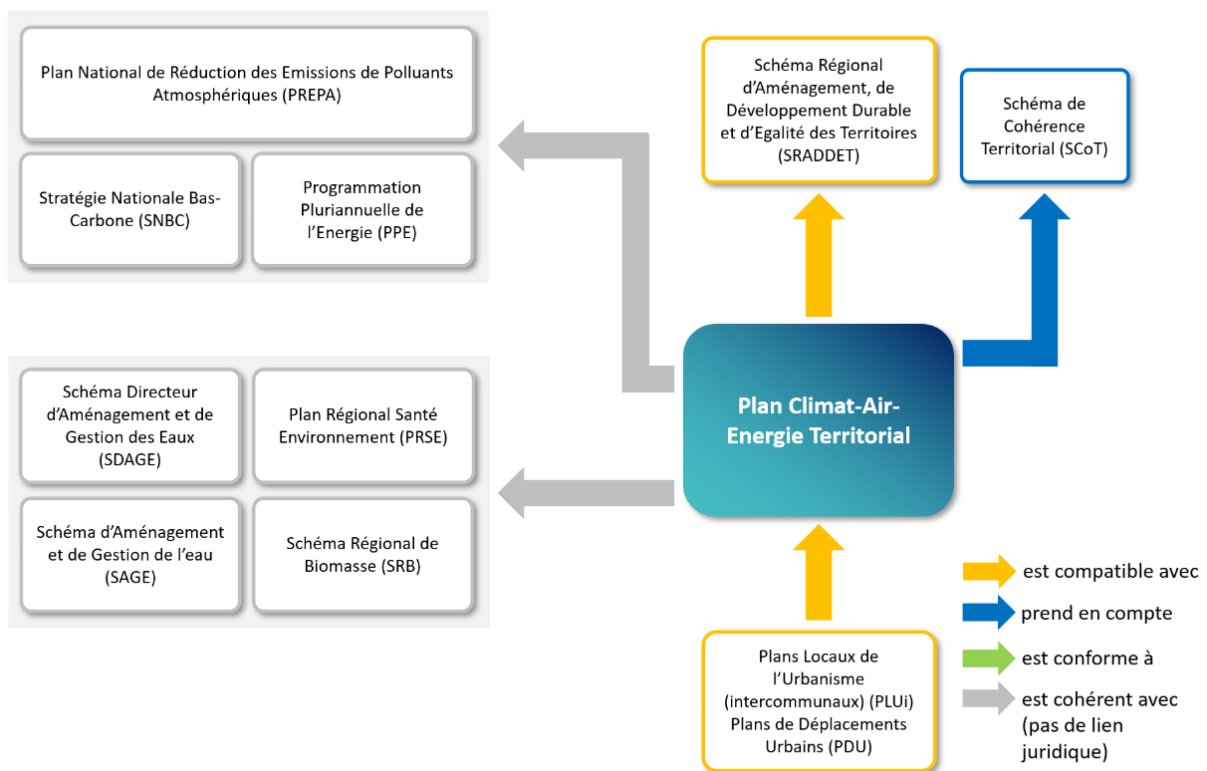 Plan National de Réduction des Emissions de Polluants
Atmosphériques (PREPA)
Stratégie Nationale Bas-
Carbone (SNBC)
Programmation
Pluriannuelle de
l'Energie (PPE)
Schéma Régional
d'Aménagement, de
Développement Durable
et d'Egalité des Territoires
(SRADDET)
Schéma de
Cohérence
Territorial (SCoT)
Schéma Directeur
d'Aménagement et de
Gestion des Eaux
(SDAGE)
Plan Régional Santé
Environnement (PRSE)
Schéma d'Aménagement
et de Gestion de l'eau
(SAGE)
Schéma Régional de
Biomasse (SRB)
Plan Climat-Air-
Energie Territorial
Plans Locaux de
l'Urbanisme
(intercommunaux) (PLUi)
Plans de Déplacements
Urbains (PDU)
est compatible avec
prend en compte
est conforme à
est cohérent avec
(pas de lien
juridique)